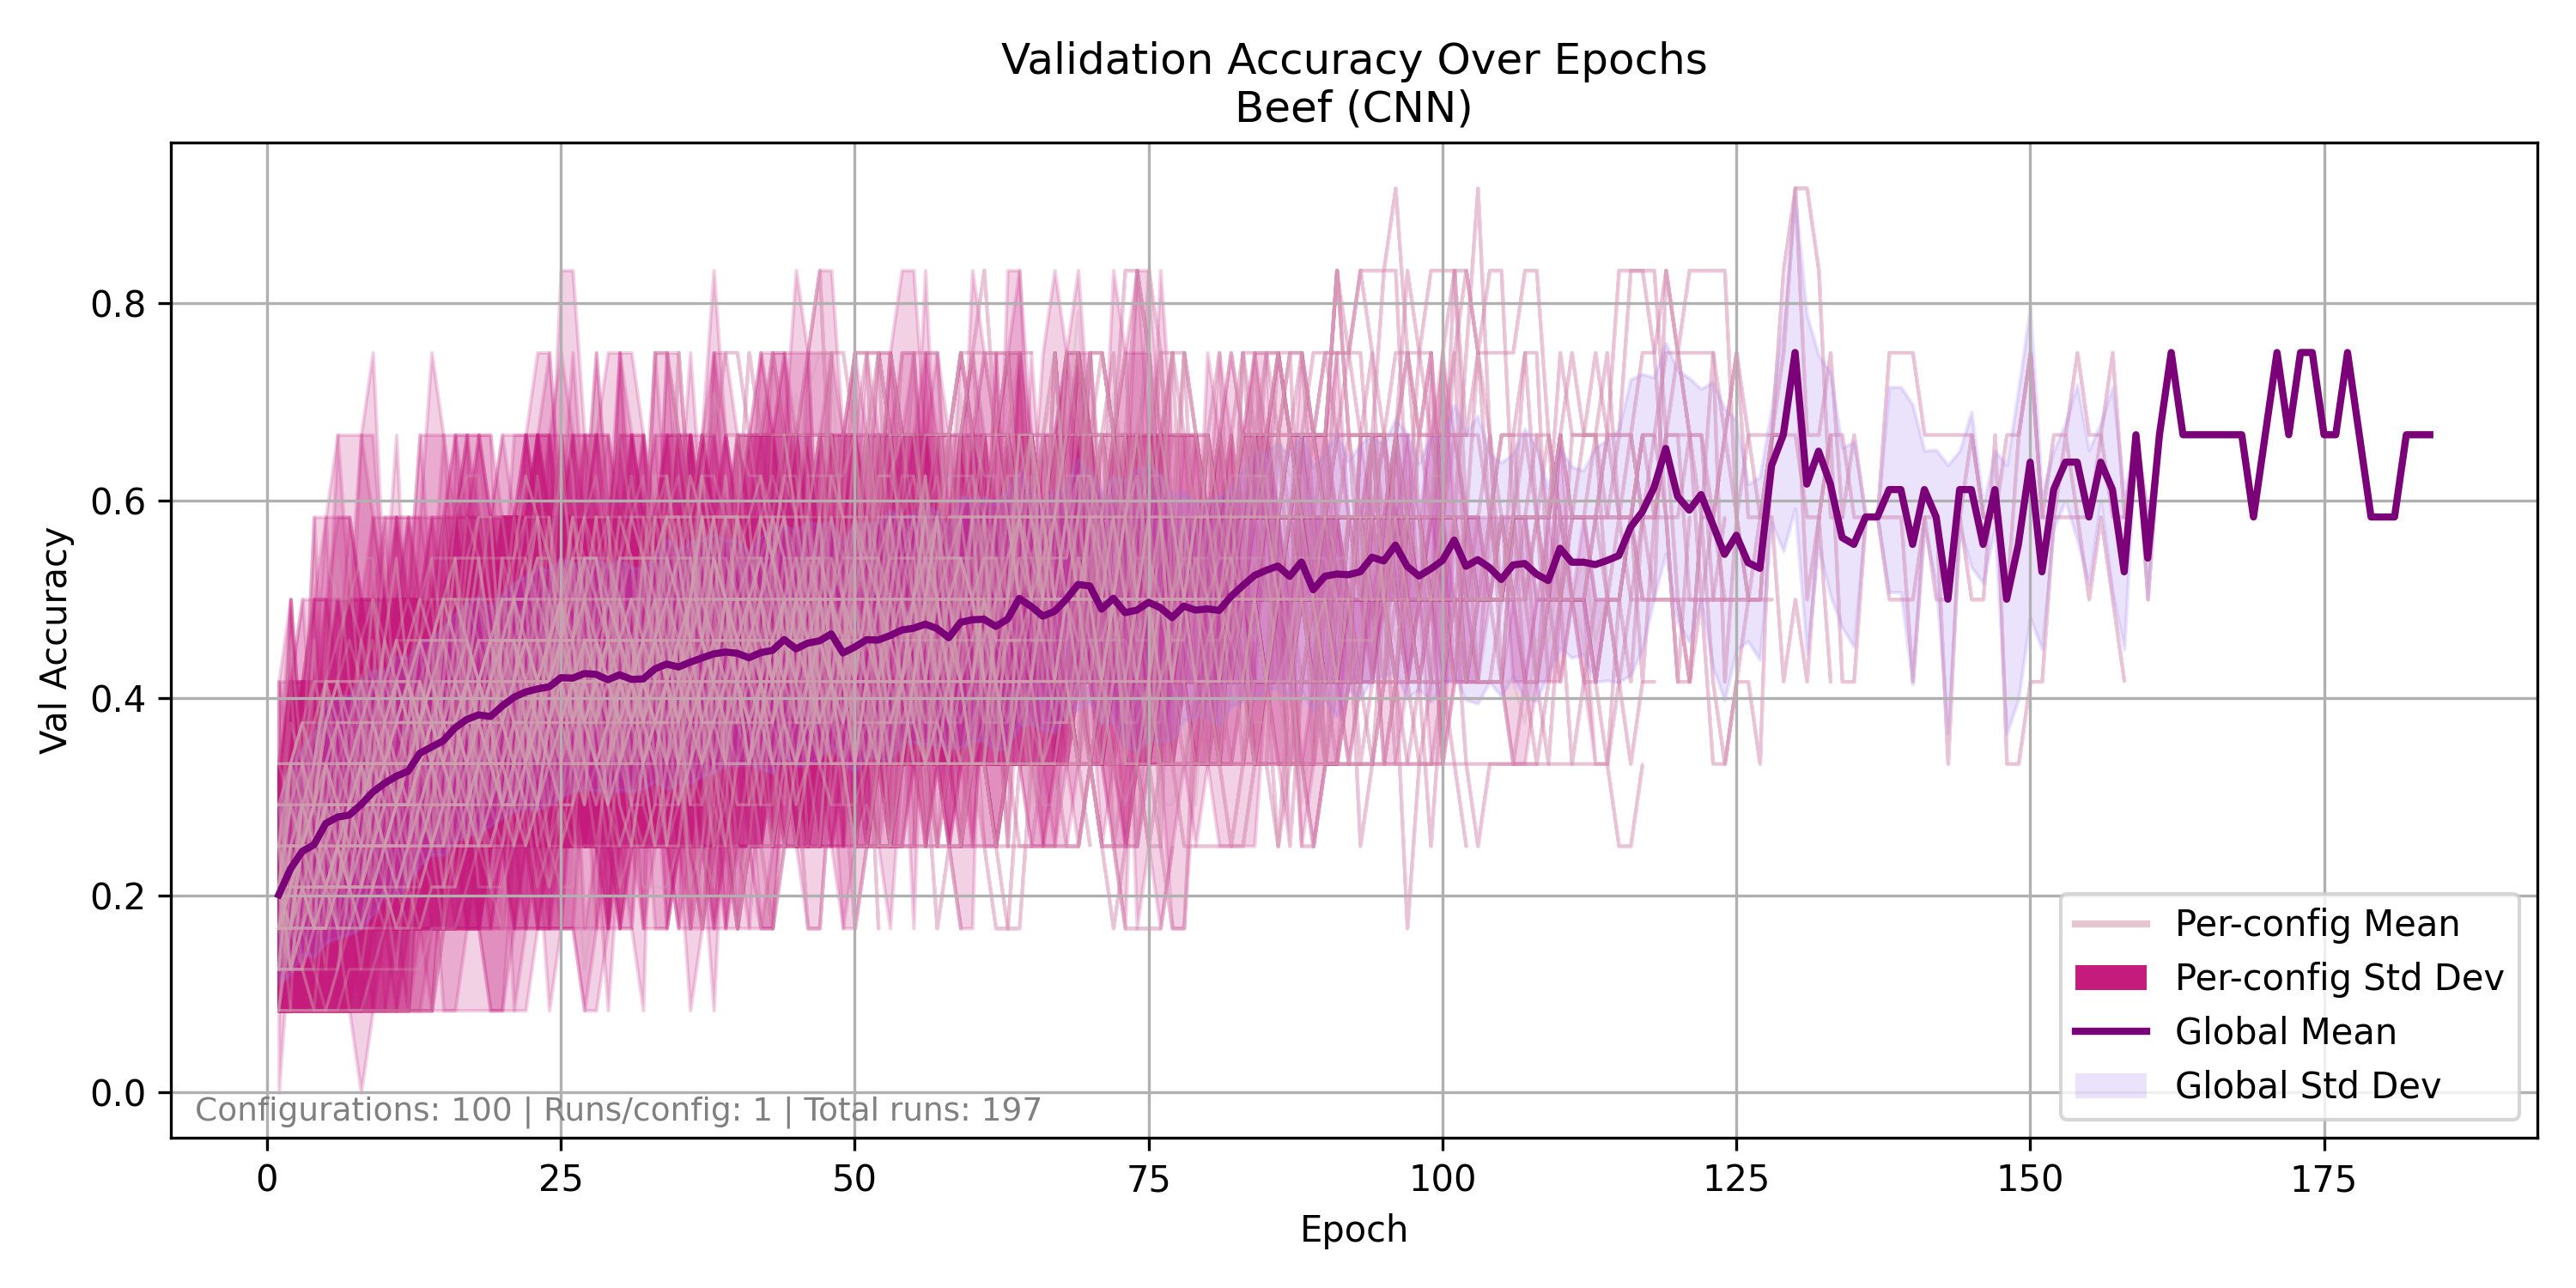 Validation Accuracy Over Epochs
Beef (CNN)
Val Accuracy
0.8
0.6
0.4
0.2
0.0
Configurations: 100 | Runs/config: 1 | Total runs: 197
Per-config Mean
Per-config Std Dev
Global Mean
Global Std Dev
0 25 50 75 100 125 150 175
Epoch